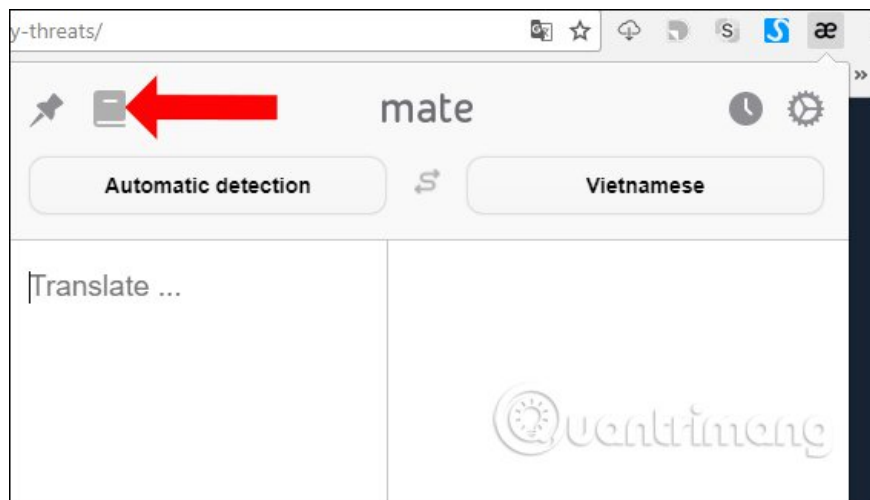 y-threats/
S
æ
»
mate
Automatic detection
Vietnamese
Translate ...
Quantrimang